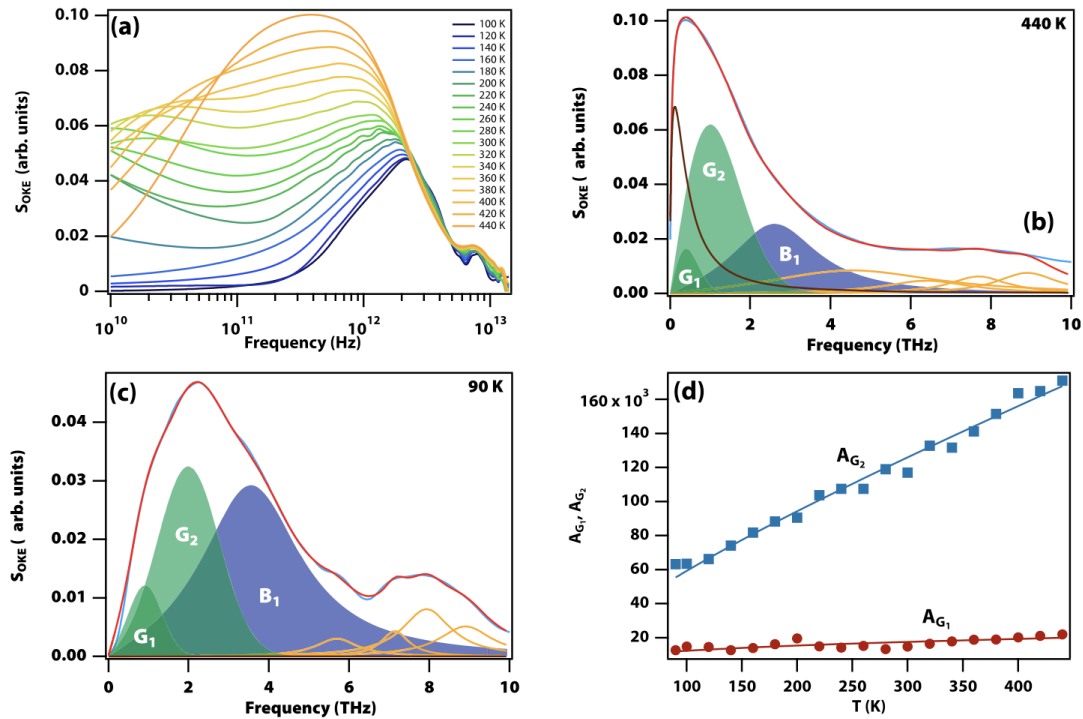 (a)
S_OKE (arb. units)
0.10
0.08
0.06
0.04
0.02
0
100 K
120 K
140 K
160 K
180 K
200 K
220 K
240 K
260 K
280 K
300 K
320 K
340 K
360 K
380 K
400 K
420 K
440 K
10^10 10^11 10^12 10^13
Frequency (Hz)
440 K
S_OKE ( arb. units)
0.10
0.08
0.06
0.04
0.02
0.00
G_2
B_1
G_1
(b)
0 2 4 6 8 10
Frequency (THz)
(c)
90 K
S_OKE ( arb. units)
0.04
0.03
0.02
0.01
0.00
G_2
B_1
G_1
0 2 4 6 8 10
Frequency (THz)
(d)
A_G1, A_G2
160 x 10^3
140
120
100
80
60
40
20
A_G2
A_G1
100 150 200 250 300 350 400
T (K)